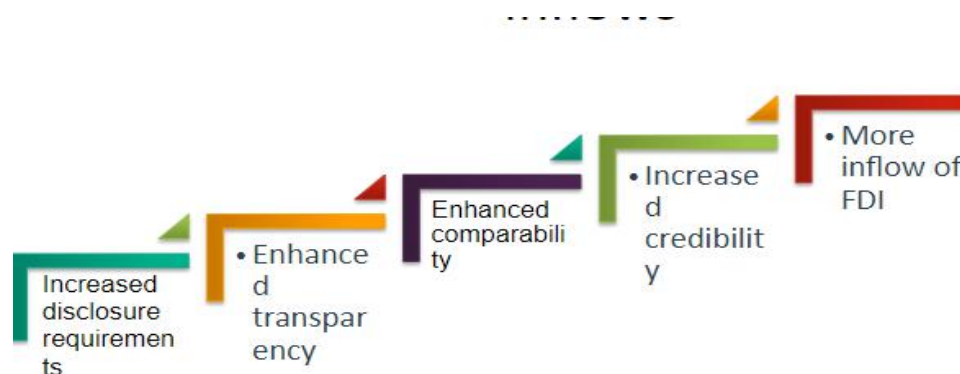 Increased
disclosure
requiremen
ts
• Enhance
d
transpar
ency
Enhanced
comparabili
ty
• Increase
d
credibilit
y
• More
inflow of
FDI